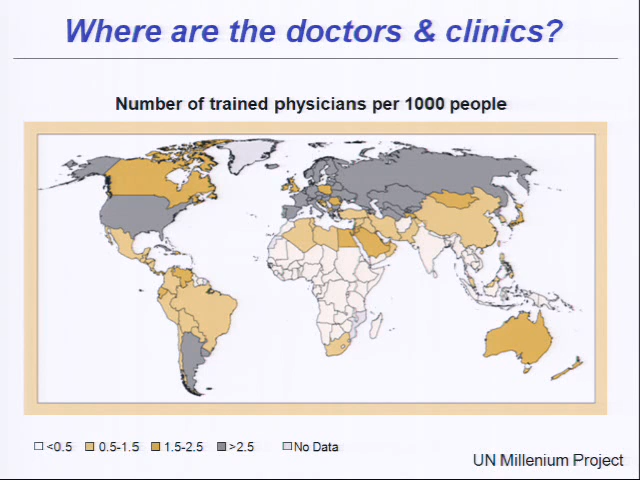 Where are the doctors & clinics?
Number of trained physicians per 1000 people
<0.5 0.5-1.5 1.5-2.5 >2.5 No Data
UN Millenium Project